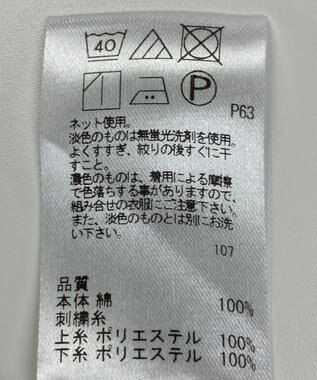 40
P
P63
ネット使用。
淡色のものは無蛍光洗剤を使用。
よくすすぎ、絞りの後すぐに干
すこと。
濃色のものは、着用による摩擦
で色落ちする事がありますので、
組み合せの衣服にご注意下さい。
また、淡色のものとは別にお洗
い下さい。
107
品質
本体 綿 100%
刺繍糸
上糸 ポリエステル 100%
下糸 ポリエステル 100%